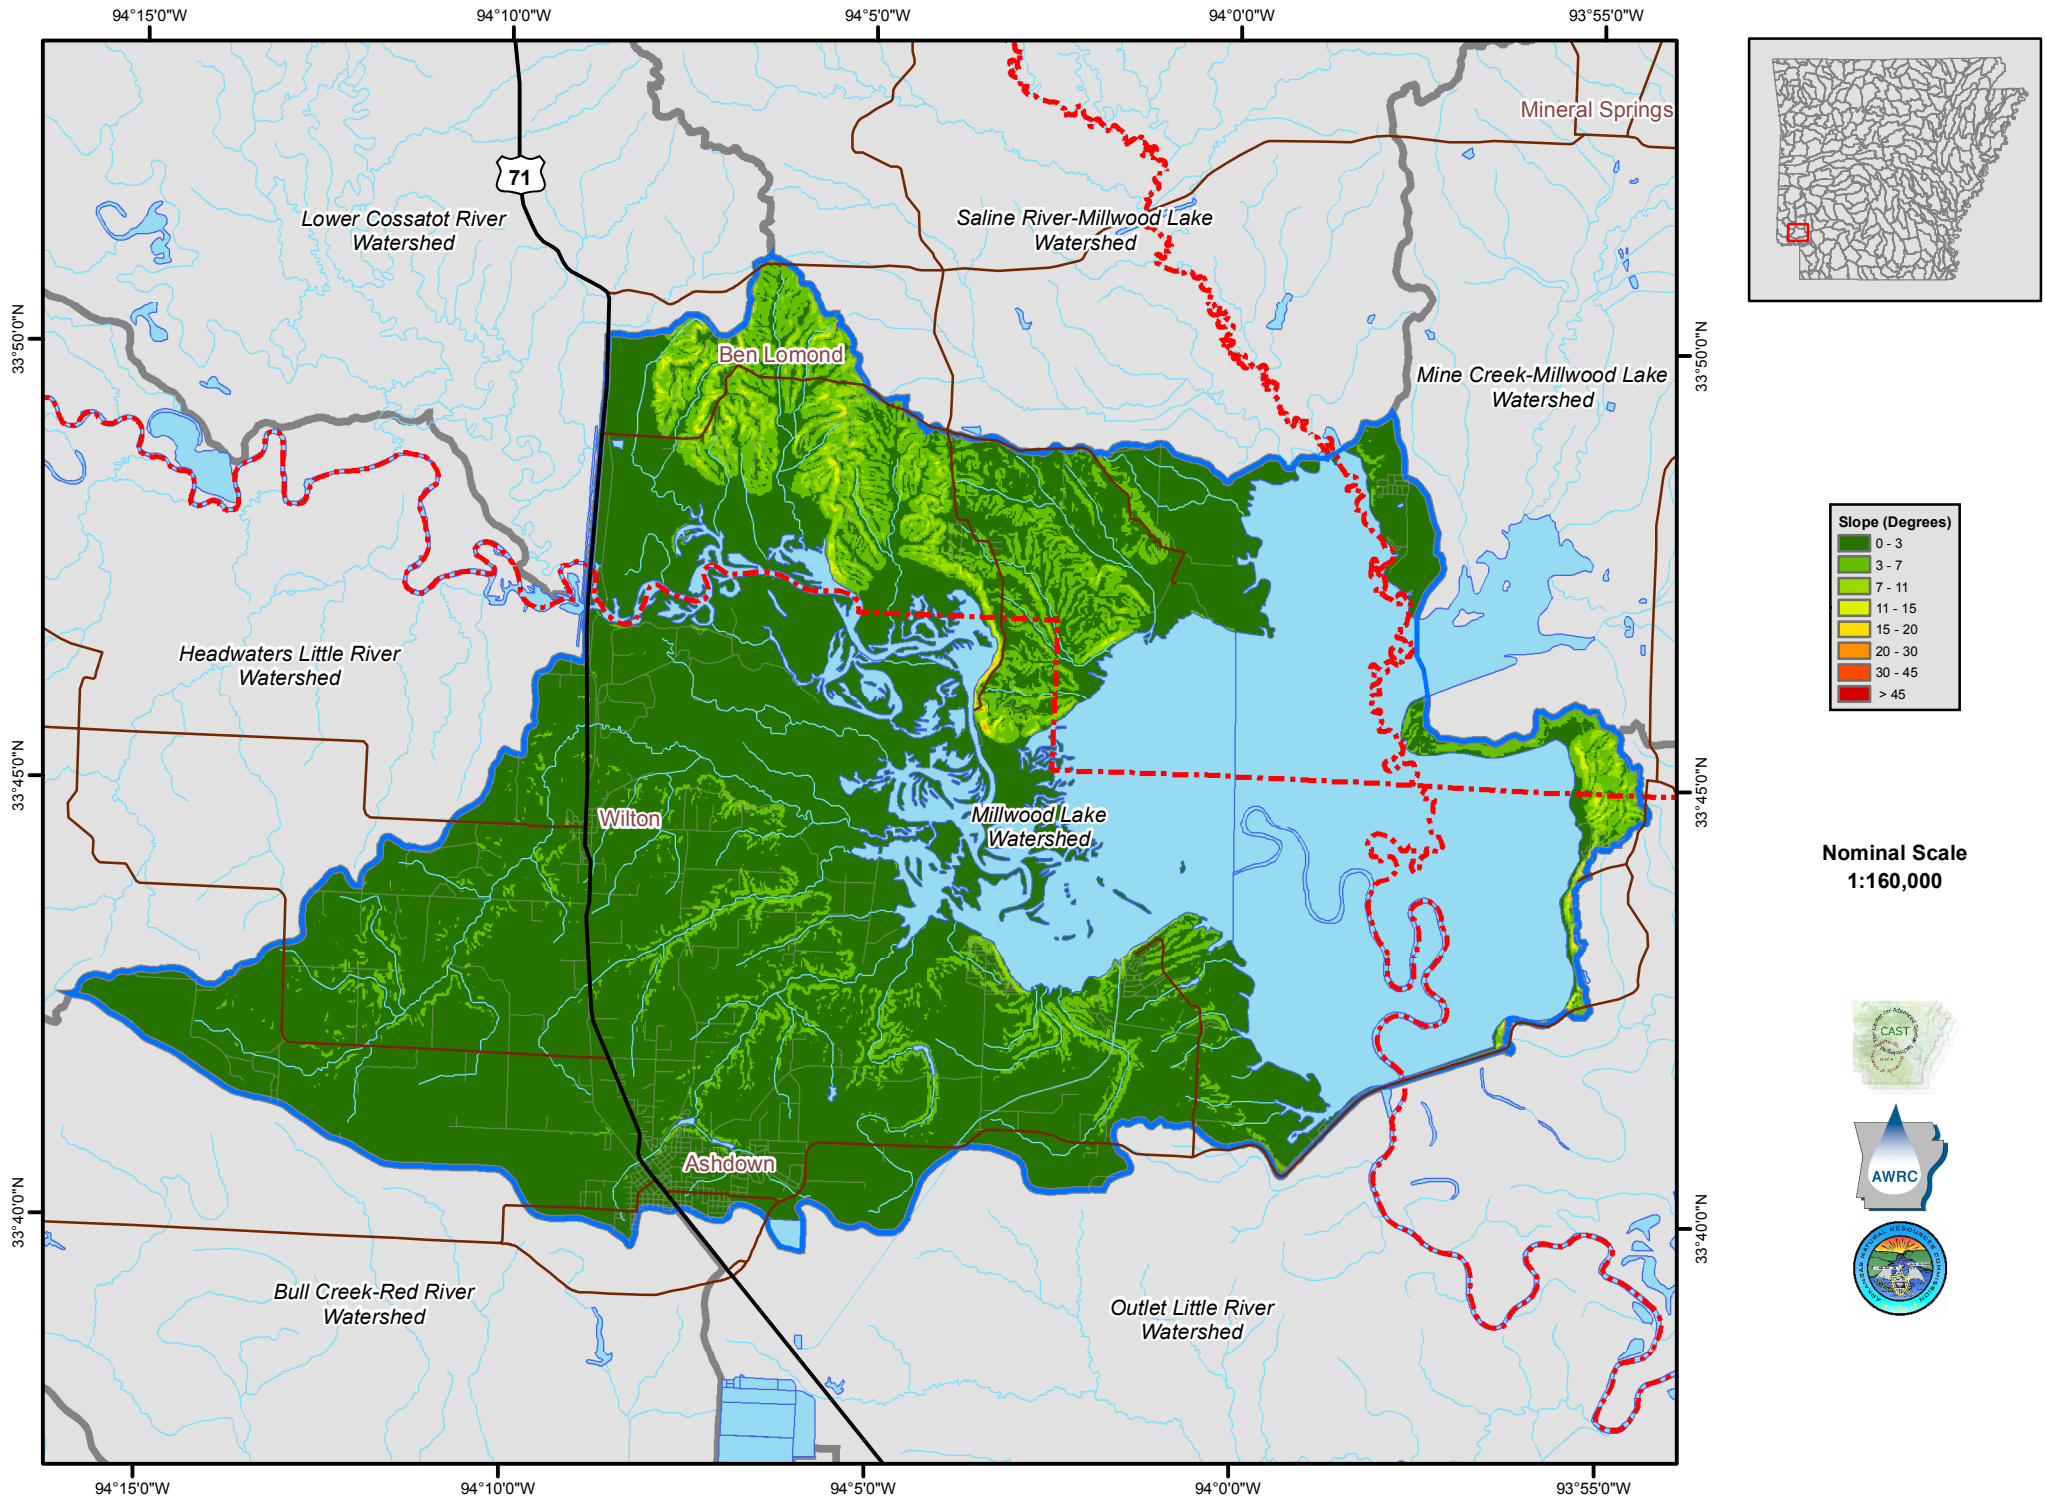 94°15'0"W
94°10'0"W
94°5'0"W
94°0'0"W
93°55'0"W
Mineral Springs
71
Lower Cossatot River
Watershed
Saline River-Millwood Lake
Watershed
33°50'0"N
33°50'0"N
Ben Lomond
Mine Creek-Millwood Lake
Watershed
Slope (Degrees)
0 - 3
3 - 7
7 - 11
11 - 15
15 - 20
20 - 30
30 - 45
> 45
Headwaters Little River
Watershed
33°45'0"N
33°45'0"N
Wilton
Millwood Lake
Watershed
Nominal Scale
1:160,000
CAST
Ashdown
AWRC
33°40'0"N
33°40'0"N
ARKANSAS NATURAL RESOURCES COMMISSION
Bull Creek-Red River
Watershed
Outlet Little River
Watershed
94°15'0"W
94°10'0"W
94°5'0"W
94°0'0"W
93°55'0"W